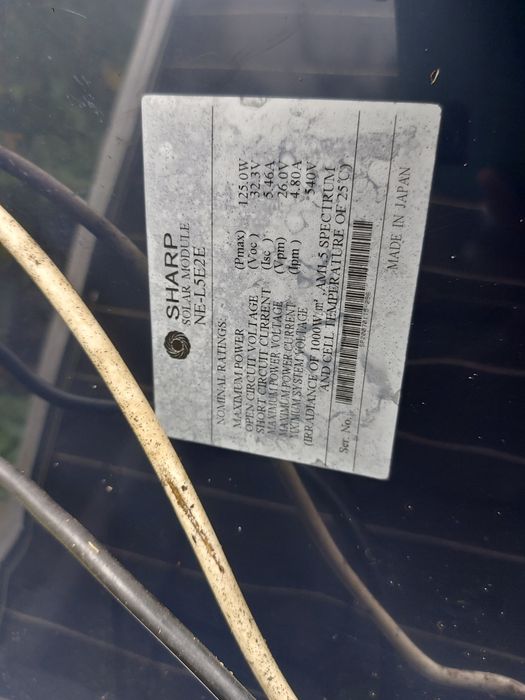 SHARP
SOLAR MODULE
NE-L5E2E
NOMINAL RATINGS:
MAXIMUM POWER (Pmax) 125.0W
OPEN CIRCUIT VOLTAGE (Voc) 32.3V
SHORT CIRCUIT CURRENT (Isc) 5.46A
MAXIMUM POWER VOLTAGE (Vpm) 26.0V
MAXIMUM POWER CURRENT (Ipm) 4.80A
MAXIMUM SYSTEM VOLTAGE 540V
IRRADIANCE OF 1000W/m² AM1.5 SPECTRUM
AND CELL TEMPERATURE OF 25°C)
Ser. No.
MADE IN JAPAN